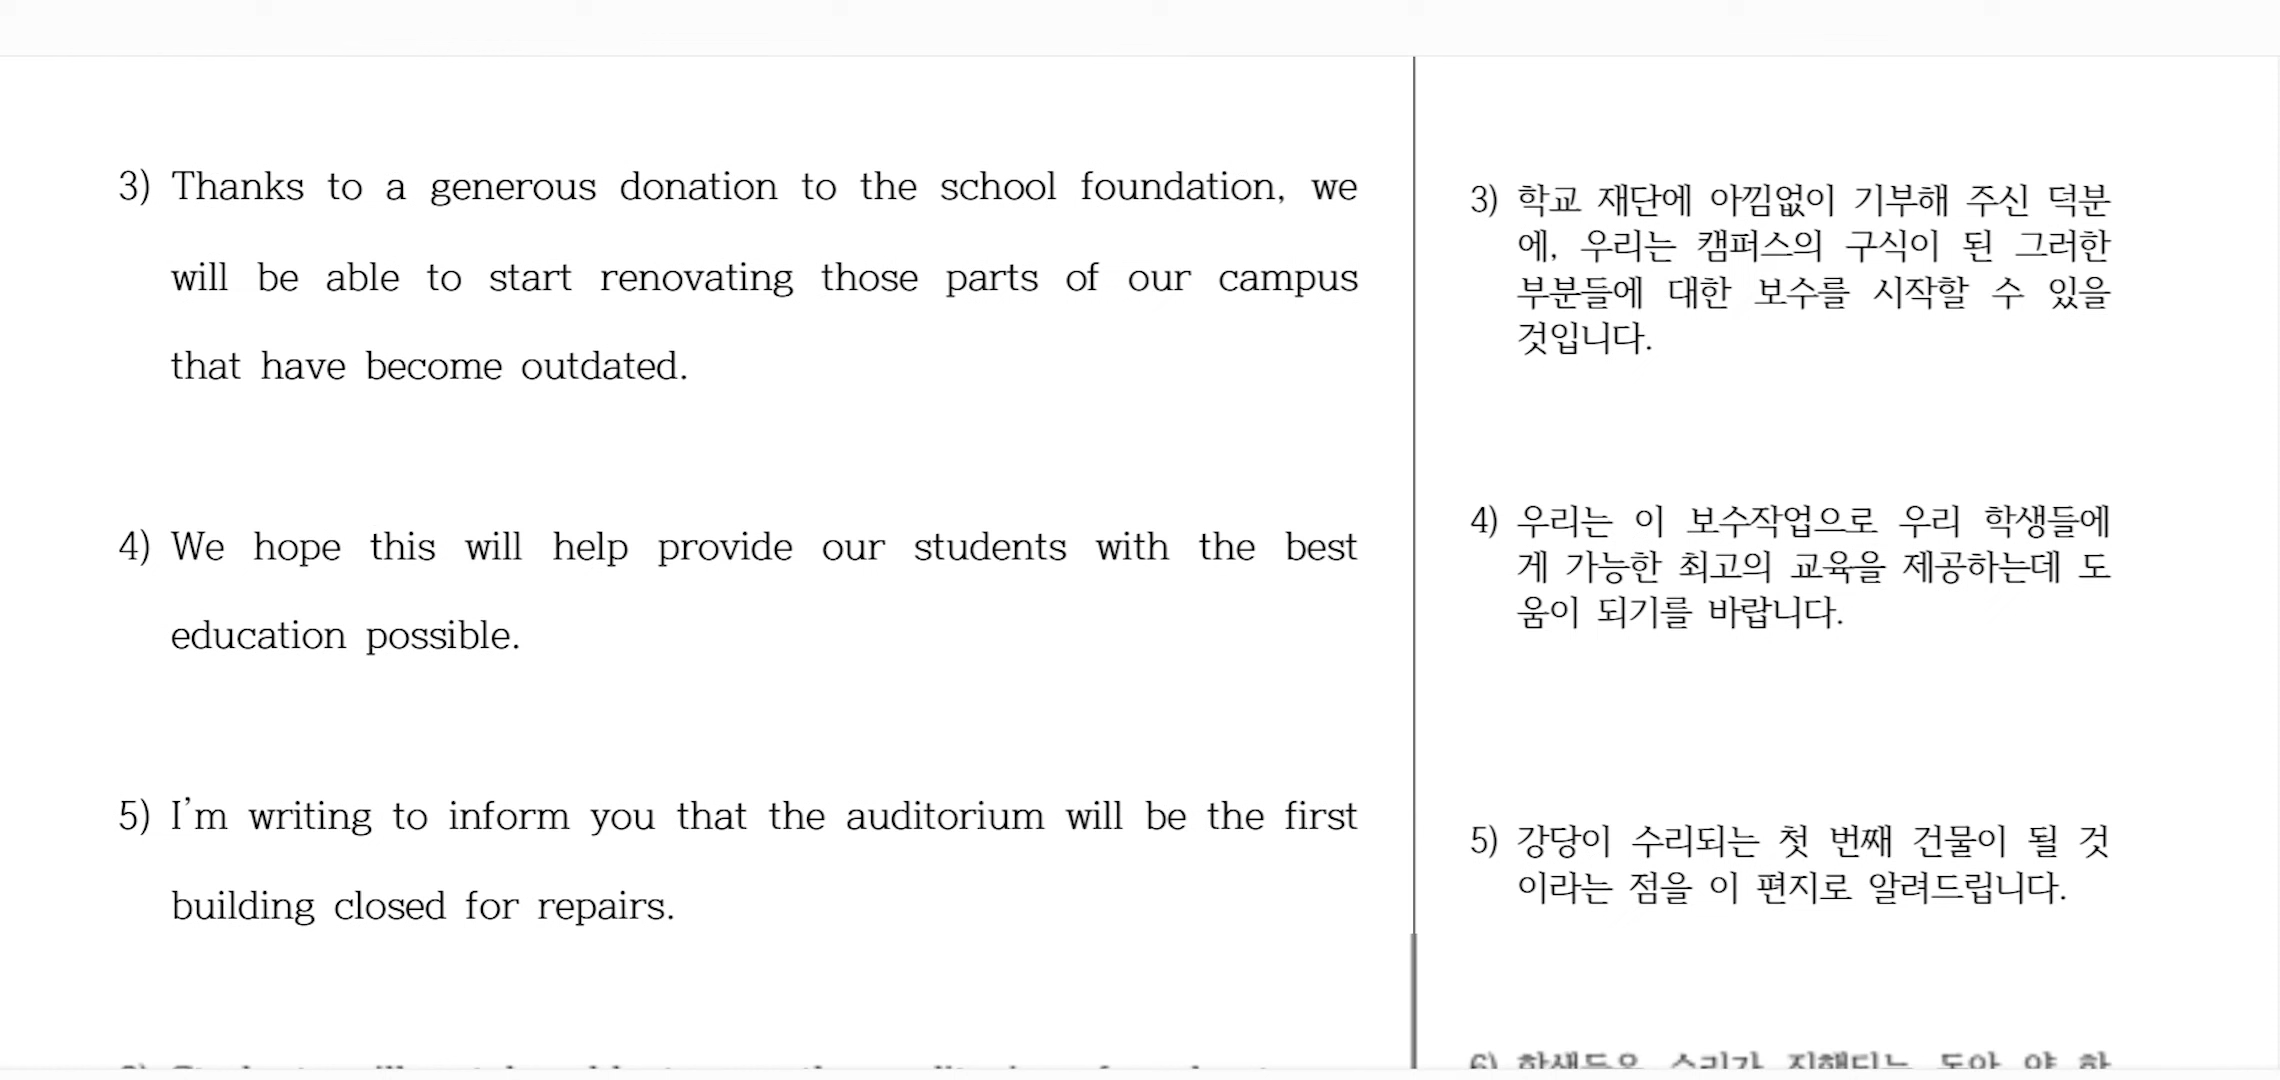 3) Thanks to a generous donation to the school foundation, we
will be able to start renovating those parts of our campus
that have become outdated.
4) We hope this will help provide our students with the best
education possible.
5) I'm writing to inform you that the auditorium will be the first
building closed for repairs.
3) 학교 재단에 아낌없이 기부해 주신 덕분
에, 우리는 캠퍼스의 구식이 된 그러한
부분들에 대한 보수를 시작할 수 있을
것입니다.
4) 우리는 이 보수작업으로 우리 학생들에
게 가능한 최고의 교육을 제공하는데 도
움이 되기를 바랍니다.
5) 강당이 수리되는 첫 번째 건물이 될 것
이라는 점을 이 편지로 알려드립니다.